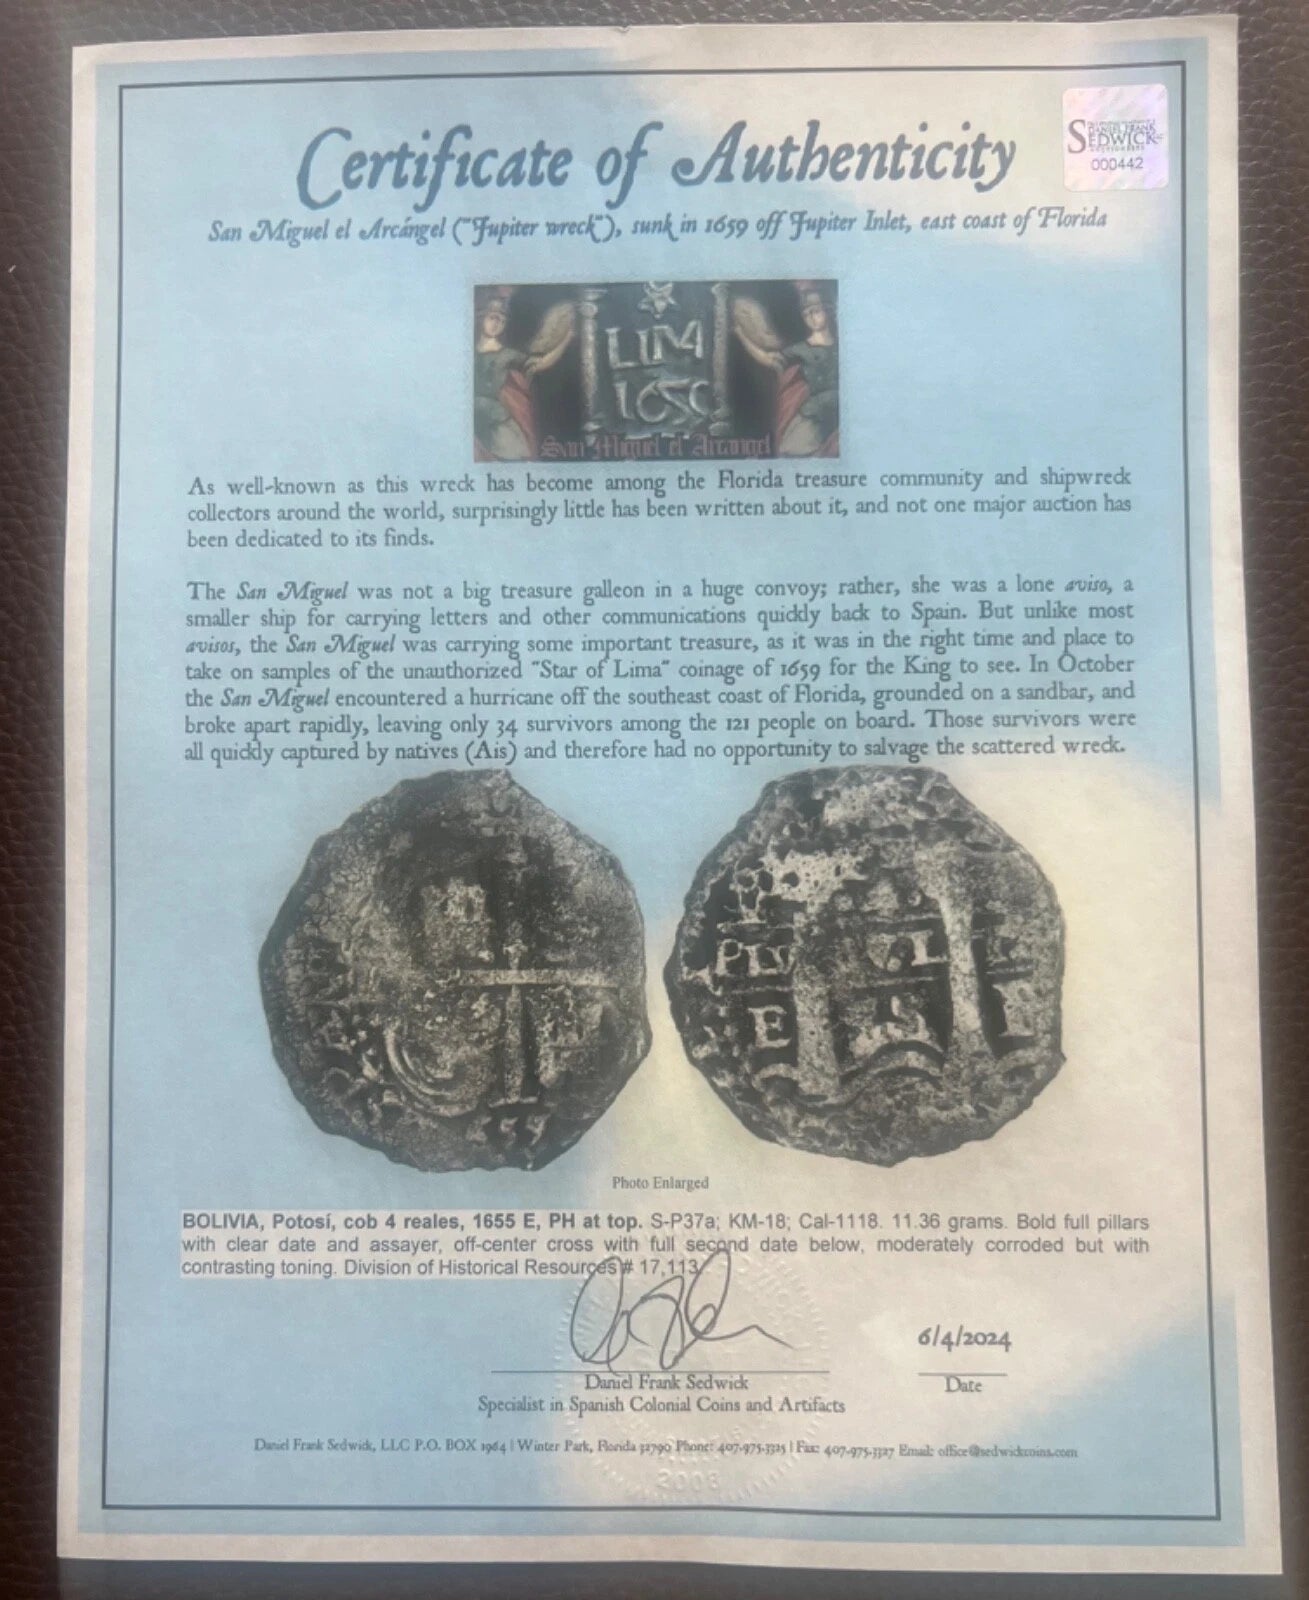 Certificate of Authenticity
SEDWICK
000442
San Miguel el Arcángel ("Jupiter wreck"), sunk in 1659 off Jupiter Inlet, east coast of Florida
LIM
165
San Miguel el Arcangel
As well-known as this wreck has become among the Florida treasure community and shipwreck
collectors around the world, surprisingly little has been written about it, and not one major auction has
been dedicated to its finds.
The San Miguel was not a big treasure galleon in a huge convoy; rather, she was a lone aviso, a
smaller ship for carrying letters and other communications quickly back to Spain. But unlike most
avisos, the San Miguel was carrying some important treasure, as it was in the right time and place to
take on samples of the unauthorized "Star of Lima" coinage of 1659 for the King to see. In October
the San Miguel encountered a hurricane off the southeast coast of Florida, grounded on a sandbar, and
broke apart rapidly, leaving only 34 survivors among the 121 people on board. Those survivors were
all quickly captured by natives (Ais) and therefore had no opportunity to salvage the scattered wreck.
PLV
E
55
Photo Enlarged
BOLIVIA, Potosí, cob 4 reales, 1655 E, PH at top. S-P37a; KM-18; Cal-1118. 11.36 grams. Bold full pillars
with clear date and assayer, off-center cross with full second date below, moderately corroded but with
contrasting toning. Division of Historical Resources # 17,113
6/4/2024
Daniel Frank Sedwick
Date
Specialist in Spanish Colonial Coins and Artifacts
Daniel Frank Sedwick, LLC P.O. BOX 1964 | Winter Park, Florida 32790 Phone: 407-975-3325 | Fax: 407-975-3327 Email: office@sedwickcoins.com
2008